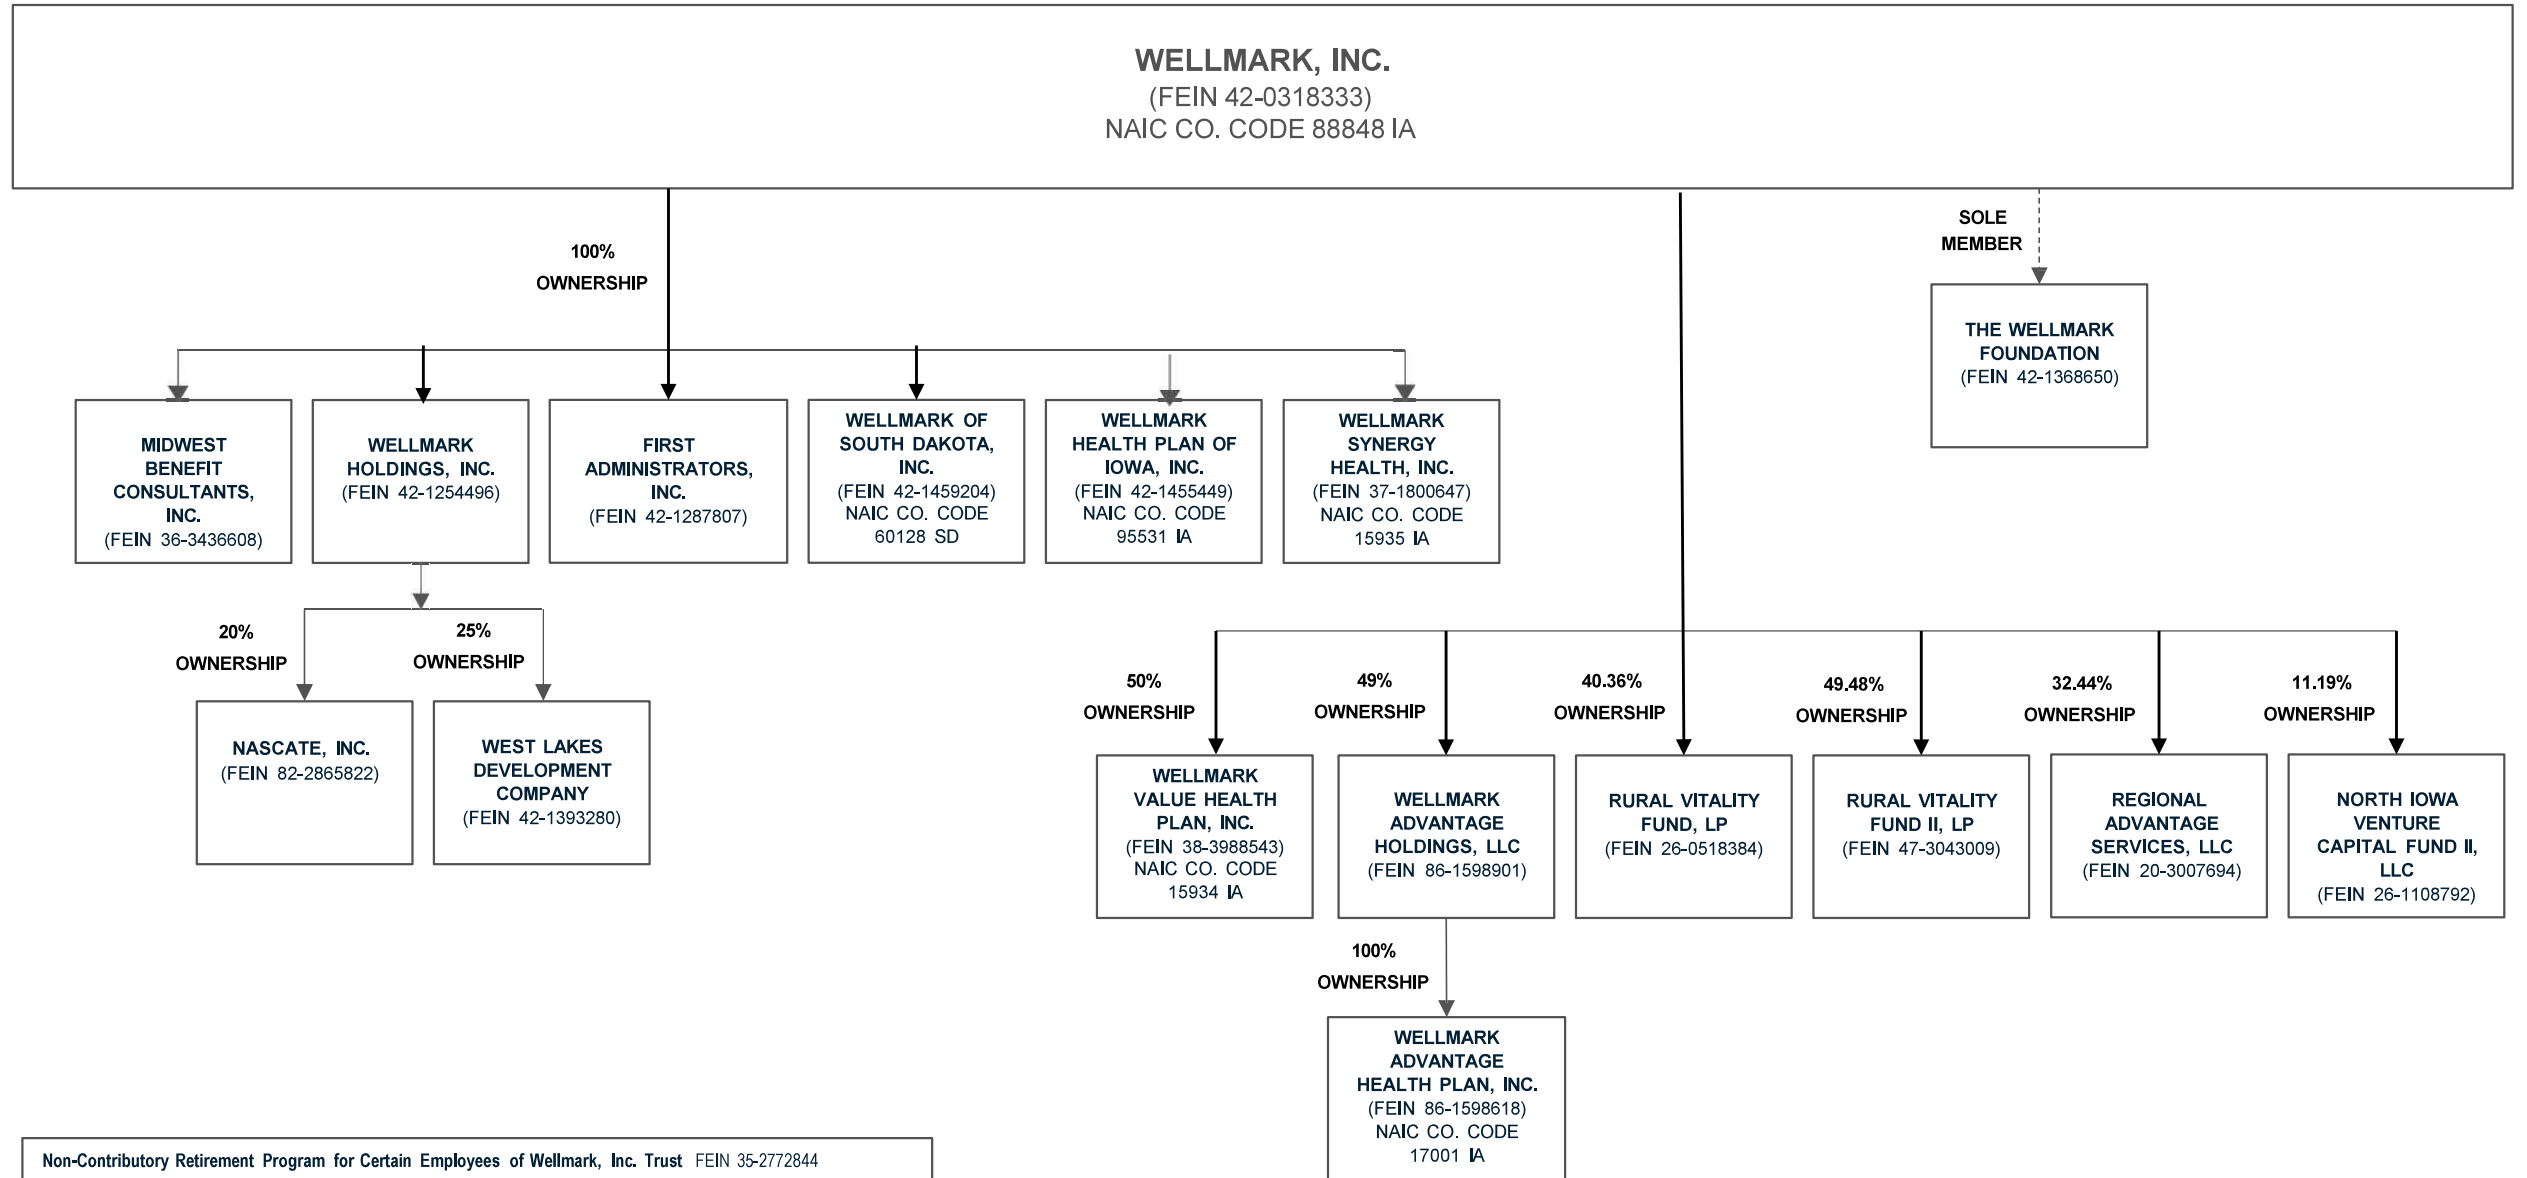 WELLMARK, INC.
(FEIN 42-0318333)
NAIC CO. CODE 88848 IA
100%
OWNERSHIP
SOLE
MEMBER
THE WELLMARK
FOUNDATION
(FEIN 42-1368650)
MIDWEST
BENEFIT
CONSULTANTS,
INC.
(FEIN 36-3436608)
WELLMARK
HOLDINGS, INC.
(FEIN 42-1254496)
FIRST
ADMINISTRATORS,
INC.
(FEIN 42-1287807)
WELLMARK OF
SOUTH DAKOTA,
INC.
(FEIN 42-1459204)
NAIC CO. CODE
60128 SD
WELLMARK
HEALTH PLAN OF
IOWA, INC.
(FEIN 42-1455449)
NAIC CO. CODE
95531 IA
WELLMARK
SYNERGY
HEALTH, INC.
(FEIN 37-1800647)
NAIC CO. CODE
15935 IA
20%
OWNERSHIP
25%
OWNERSHIP
NASCATE, INC.
(FEIN 82-2865822)
WEST LAKES
DEVELOPMENT
COMPANY
(FEIN 42-1393280)
50%
OWNERSHIP
49%
OWNERSHIP
40.36%
OWNERSHIP
49.48%
OWNERSHIP
32.44%
OWNERSHIP
11.19%
OWNERSHIP
WELLMARK
VALUE HEALTH
PLAN, INC.
(FEIN 38-3988543)
NAIC CO. CODE
15934 IA
WELLMARK
ADVANTAGE
HOLDINGS, LLC
(FEIN 86-1598901)
RURAL VITALITY
FUND, LP
(FEIN 26-0518384)
RURAL VITALITY
FUND II, LP
(FEIN 47-3043009)
REGIONAL
ADVANTAGE
SERVICES, LLC
(FEIN 20-3007694)
NORTH IOWA
VENTURE
CAPITAL FUND II,
LLC
(FEIN 26-1108792)
100%
OWNERSHIP
WELLMARK
ADVANTAGE
HEALTH PLAN, INC.
(FEIN 86-1598618)
NAIC CO. CODE
17001 IA
Non-Contributory Retirement Program for Certain Employees of Wellmark, Inc. Trust FEIN 35-2772844